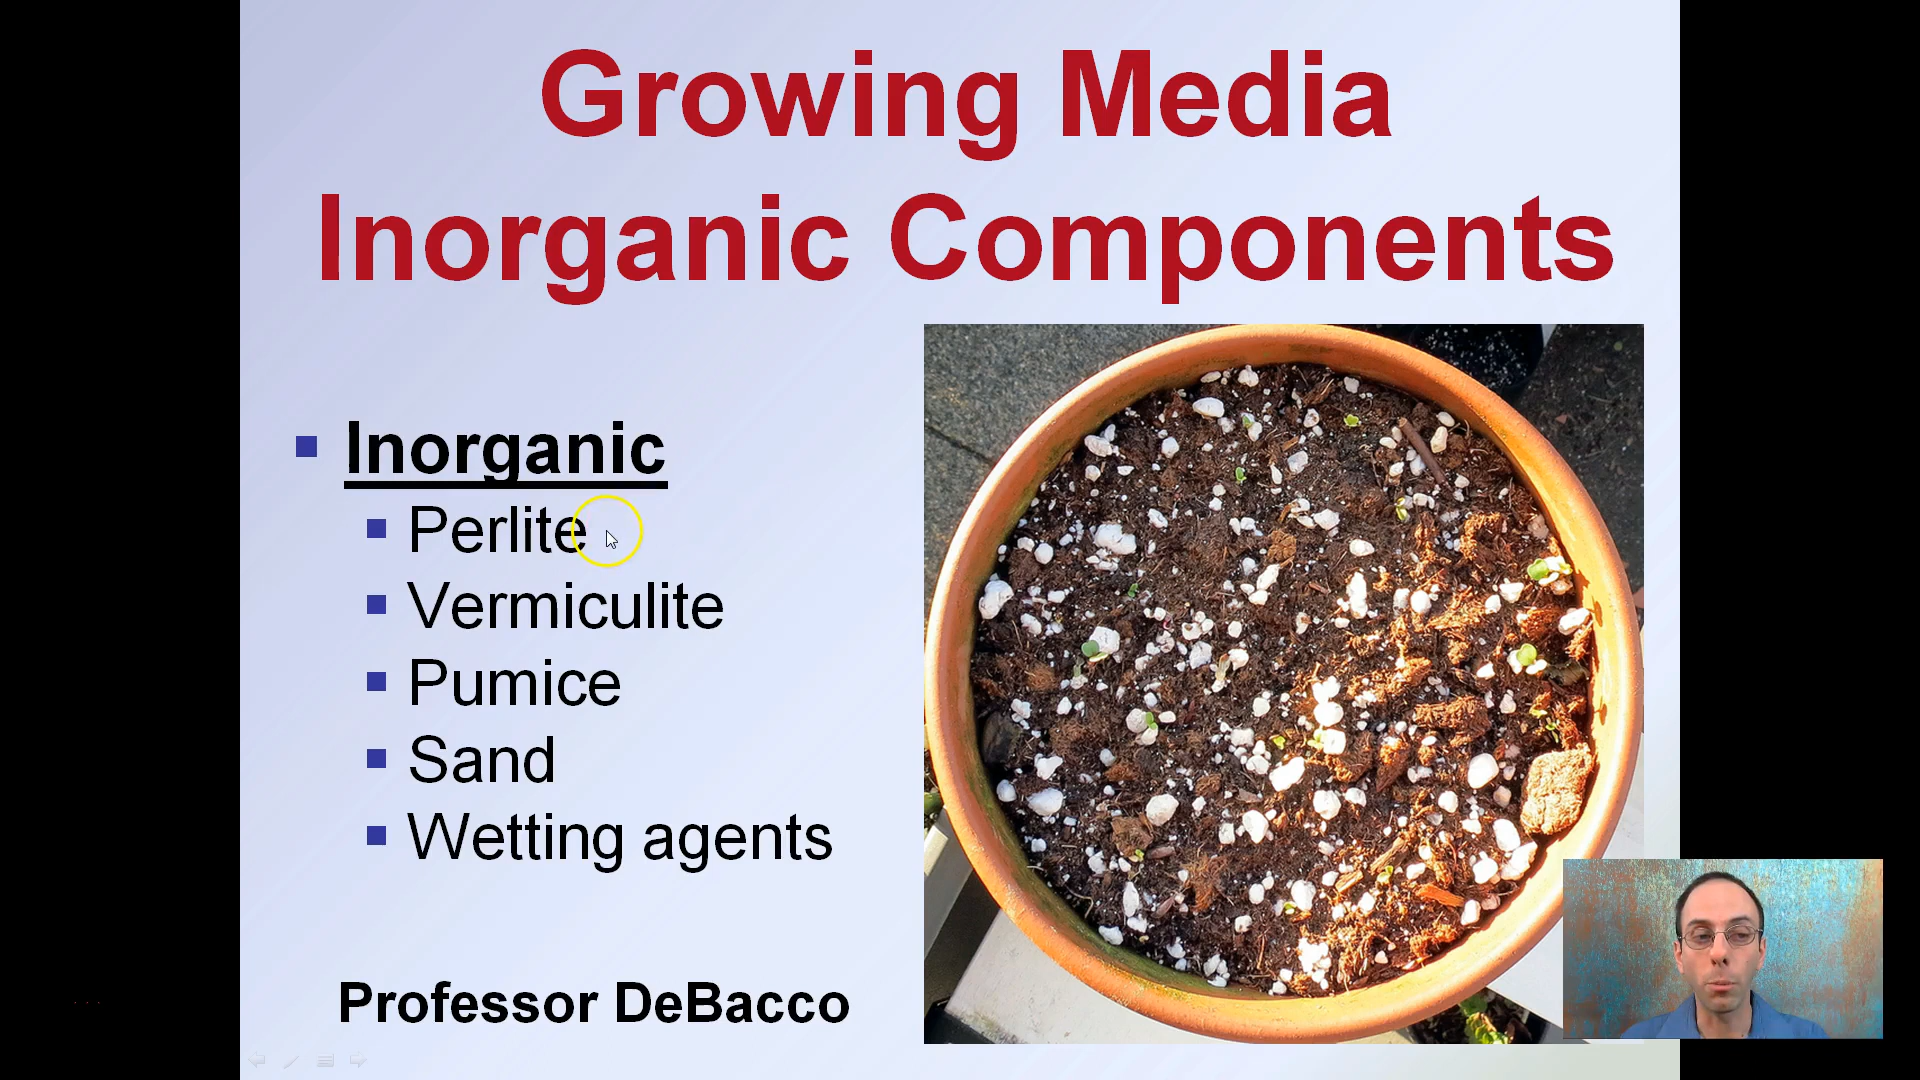 Growing Media
Inorganic Components
Inorganic
Perlite
Vermiculite
Pumice
Sand
Wetting agents
Professor DeBacco